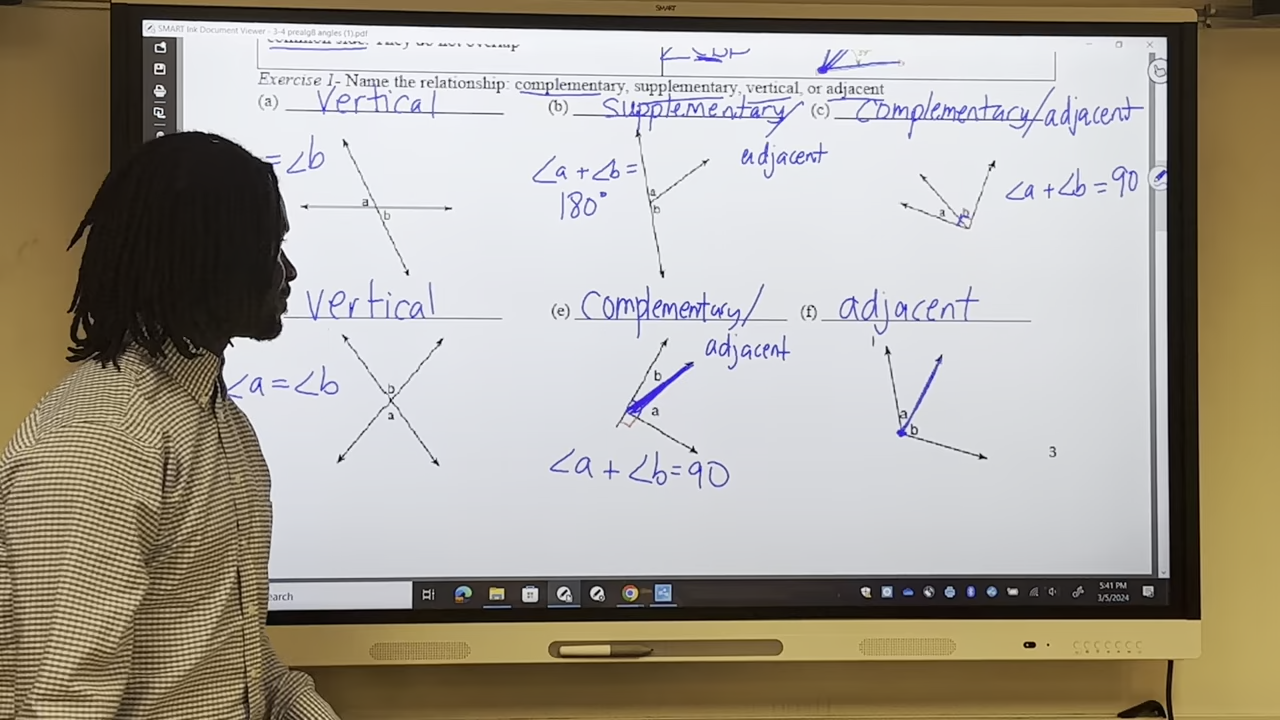 SMART
SMART Ink Document Viewer - 3-4 prealg8 angles (1).pdf
common side. They do not overlap
Exercise 1- Name the relationship: complementary, supplementary, vertical, or adjacent
(a) vertical (b) Supplementary/ (c) Complementary/adjacent
adjacent
= ∠b
∠a + ∠b =
180°
∠a + ∠b = 90
a
b
a
b
a
b
vertical (e) Complementary/ (f) adjacent
adjacent
∠a = ∠b
b
a
b
a
a
b
∠a + ∠b = 90
3
earch
5:41 PM
3/5/2024